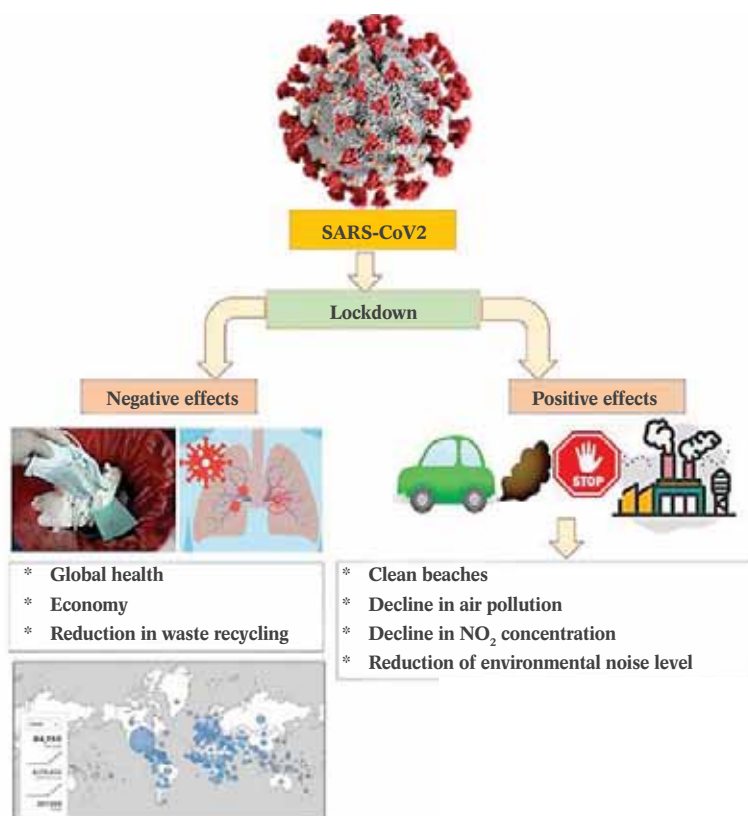 SARS-CoV2
Lockdown
Negative effects
Positive effects
STOP
* Global health
* Economy
* Reduction in waste recycling
* Clean beaches
* Decline in air pollution
* Decline in NO₂ concentration
* Reduction of environmental noise level